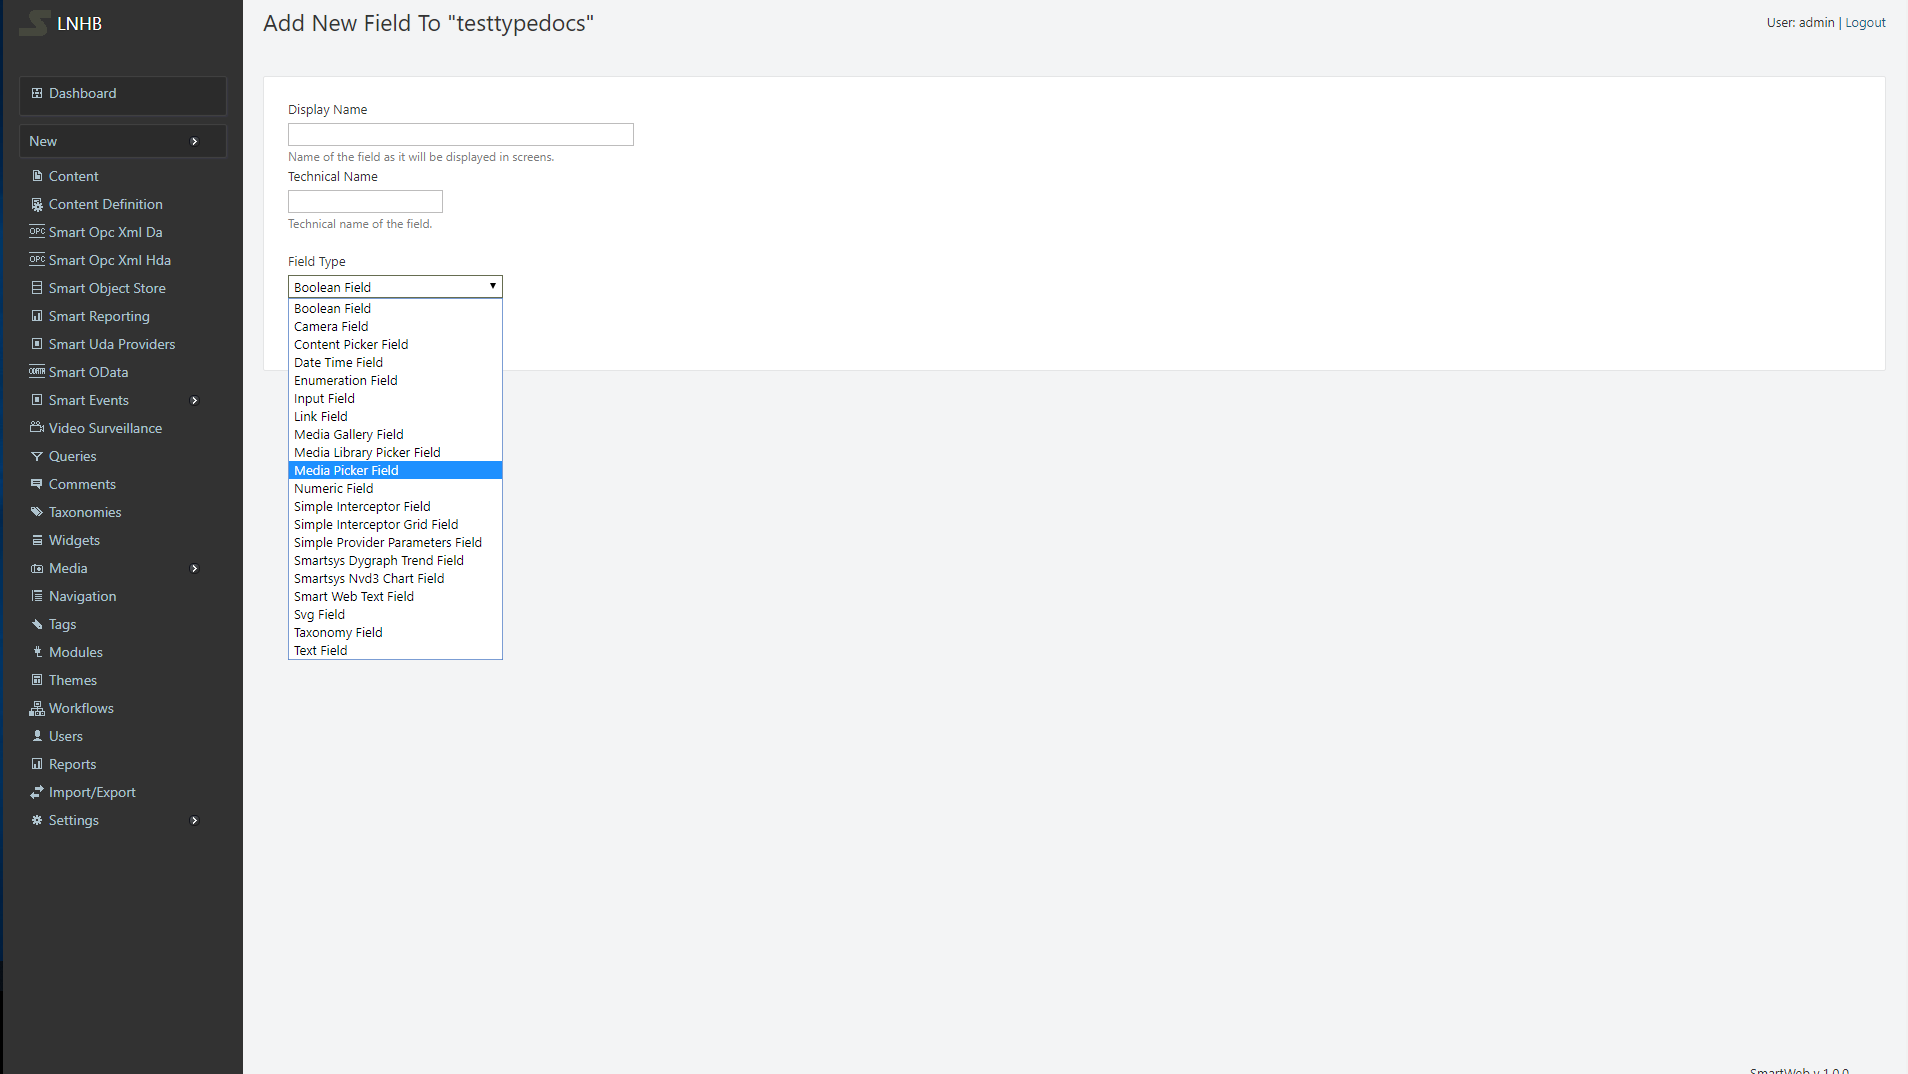 LNHB
Add New Field To "testtypedocs"
User: admin | Logout
Dashboard
New
Content
Content Definition
OPC Smart Opc Xml Da
OPC Smart Opc Xml Hda
Smart Object Store
Smart Reporting
Smart Uda Providers
Smart OData
Smart Events
Video Surveillance
Queries
Comments
Taxonomies
Widgets
Media
Navigation
Tags
Modules
Themes
Workflows
Users
Reports
Import/Export
Settings
Display Name
Name of the field as it will be displayed in screens.
Technical Name
Technical name of the field.
Field Type
Boolean Field
Boolean Field
Camera Field
Content Picker Field
Date Time Field
Enumeration Field
Input Field
Link Field
Media Gallery Field
Media Library Picker Field
Media Picker Field
Numeric Field
Simple Interceptor Field
Simple Interceptor Grid Field
Simple Provider Parameters Field
Smartsys Dygraph Trend Field
Smartsys Nvd3 Chart Field
Smart Web Text Field
Svg Field
Taxonomy Field
Text Field
SmartWeb v 1.0.0